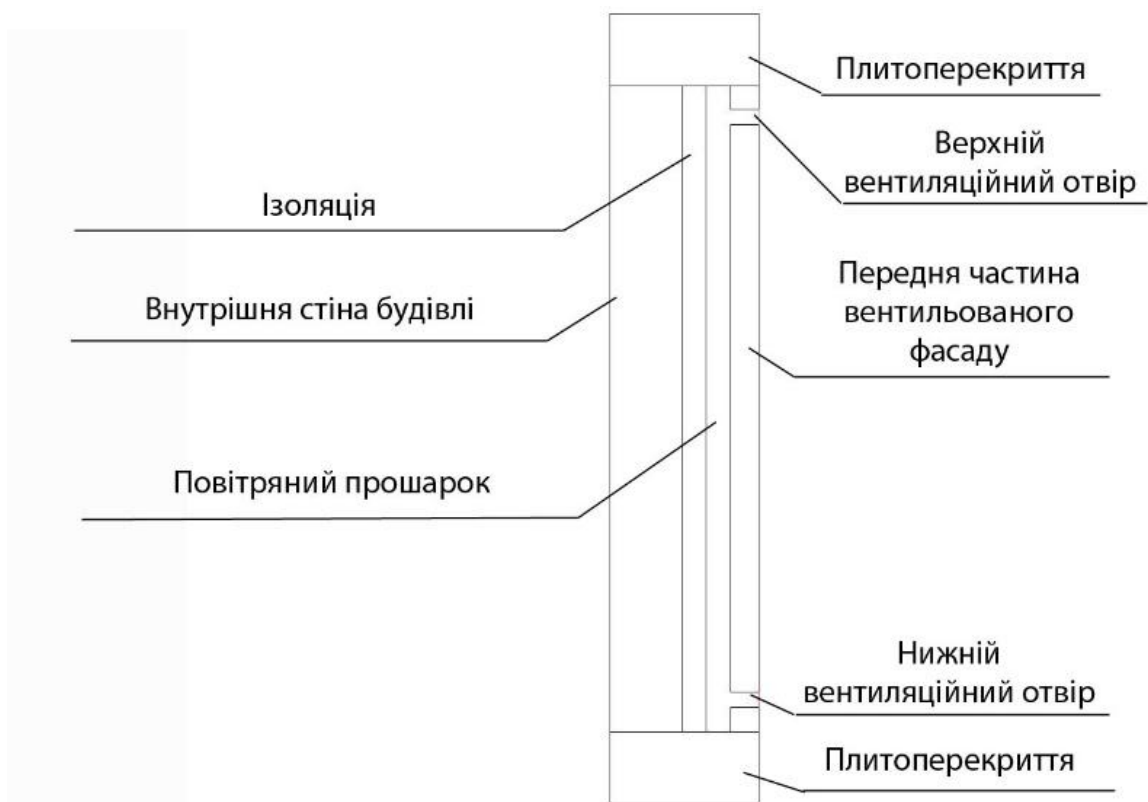 Плитоперекриття
Верхній
вентиляційний отвір
Ізоляція
Передня частина
вентильованого
фасаду
Внутрішня стіна будівлі
Повітряний прошарок
Нижній
вентиляційний отвір
Плитоперекриття